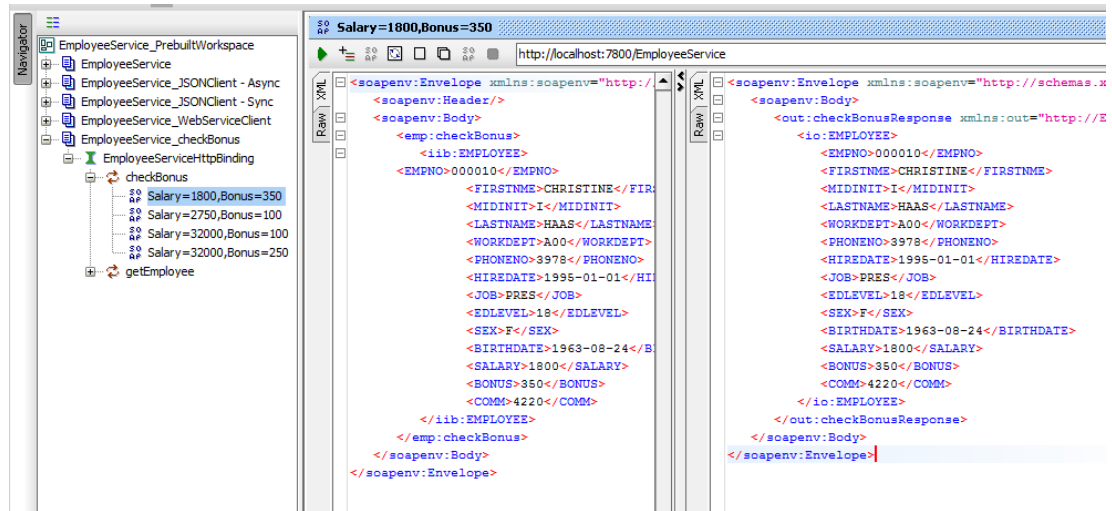 Navigator
EmployeeService_PrebuiltWorkspace
EmployeeService
EmployeeService_JSONClient - Async
EmployeeService_JSONClient - Sync
EmployeeService_WebServiceClient
EmployeeService_checkBonus
EmployeeServiceHttpBinding
checkBonus
Salary=1800,Bonus=350
Salary=2750,Bonus=100
Salary=32000,Bonus=100
Salary=32000,Bonus=250
getEmployee
Salary=1800,Bonus=350
http://localhost:7800/EmployeeService
XML
Raw
<soapenv:Envelope xmlns:soapenv="http:/
<soapenv:Header/>
<soapenv:Body>
<emp:checkBonus>
<iib:EMPLOYEE>
<EMPNO>000010</EMPNO>
<FIRSTNME>CHRISTINE</FIR
<MIDINIT>I</MIDINIT>
<LASTNAME>HAAS</LASTNAME>
<WORKDEPT>A00</WORKDEPT>
<PHONENO>3978</PHONENO>
<HIREDATE>1995-01-01</HI
<JOB>PRES</JOB>
<EDLEVEL>18</EDLEVEL>
<SEX>F</SEX>
<BIRTHDATE>1963-08-24</B
<SALARY>1800</SALARY>
<BONUS>350</BONUS>
<COMM>4220</COMM>
</iib:EMPLOYEE>
</emp:checkBonus>
</soapenv:Body>
</soapenv:Envelope>
XML
Raw
<soapenv:Envelope xmlns:soapenv="http://schemas.x
<soapenv:Body>
<out:checkBonusResponse xmlns:out="http://E
<io:EMPLOYEE>
<EMPNO>000010</EMPNO>
<FIRSTNME>CHRISTINE</FIRSTNME>
<MIDINIT>I</MIDINIT>
<LASTNAME>HAAS</LASTNAME>
<WORKDEPT>A00</WORKDEPT>
<PHONENO>3978</PHONENO>
<HIREDATE>1995-01-01</HIREDATE>
<JOB>PRES</JOB>
<EDLEVEL>18</EDLEVEL>
<SEX>F</SEX>
<BIRTHDATE>1963-08-24</BIRTHDATE>
<SALARY>1800</SALARY>
<BONUS>350</BONUS>
<COMM>4220</COMM>
</io:EMPLOYEE>
</out:checkBonusResponse>
</soapenv:Body>
</soapenv:Envelope>